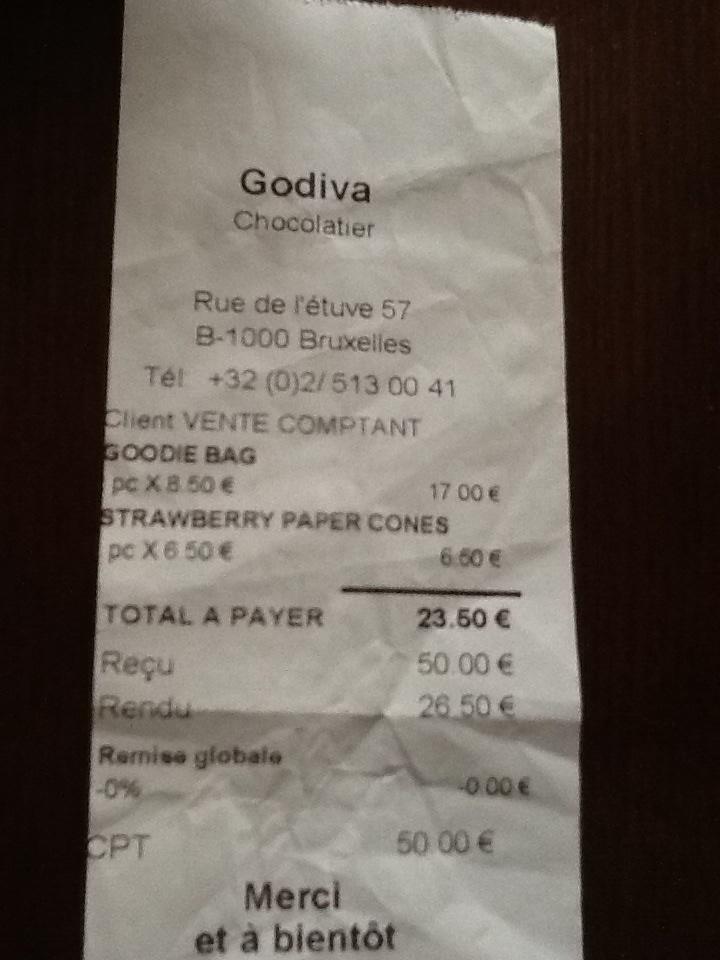 Godiva
Chocolatier
Rue de l'étuve 57
B-1000 Bruxelles
Tél +32 (0)2/ 513 00 41
Client VENTE COMPTANT
GOODIE BAG
pc X 8.50 € 17.00 €
STRAWBERRY PAPER CONES
pc X 6.50 € 6.50 €
TOTAL A PAYER 23.50 €
Reçu 50.00 €
Rendu 26.50 €
Remise globale
-0% -0.00 €
CPT 50.00 €
Merci
et à bientôt